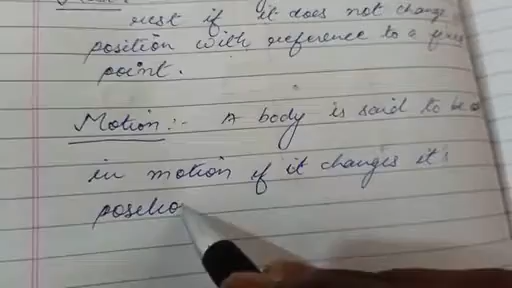 rest if it does not change
position with reference to a
point.
Motion:- A body is said to be
in motion if it changes it's
positio